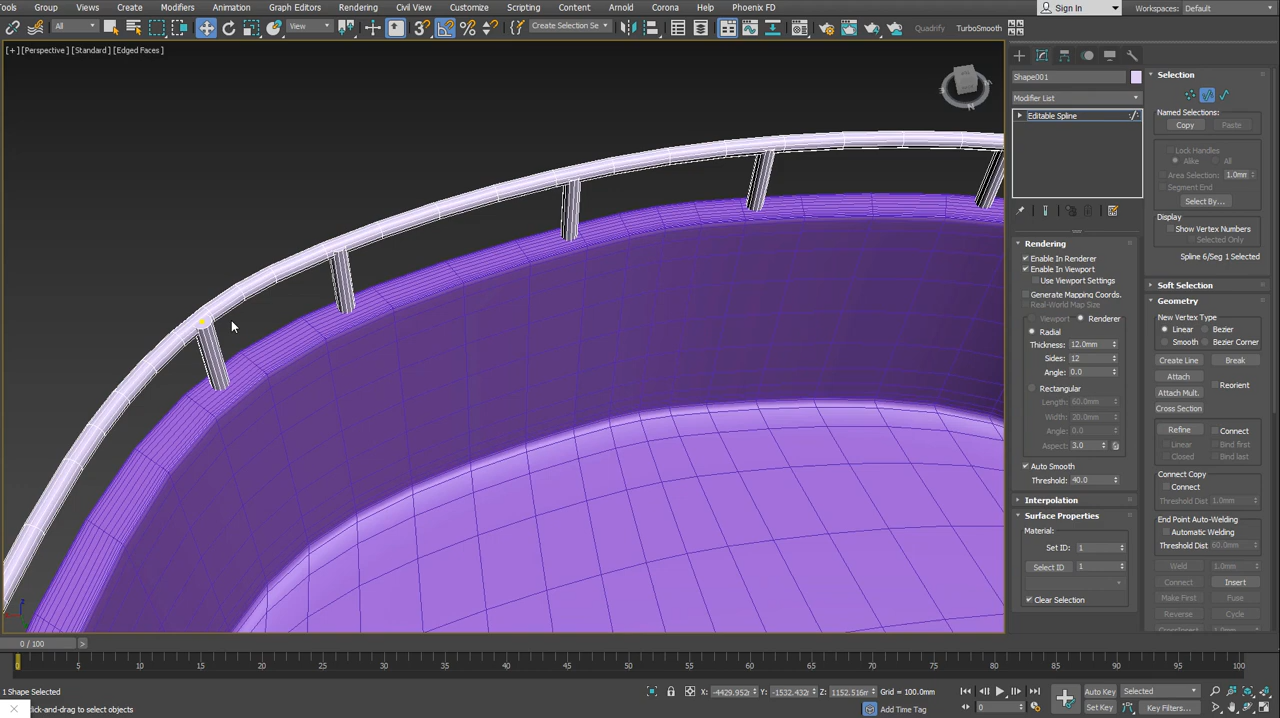 Tools Group Views Create Modifiers Animation Graph Editors Rendering Civil View Customize Scripting Content Arnold Corona Help Phoenix FD Sign In Workspaces: Default
All View Create Selection Se Quadrify TurboSmooth
[+] [Perspective] [Standard] [Edged Faces]
Shape001
Modifier List
Editable Spline
Rendering
Enable In Renderer
Enable In Viewport
Use Viewport Settings
Generate Mapping Coords.
Real-World Map Size
Viewport Renderer
Radial
Thickness: 12.0mm
Sides: 12
Angle: 0.0
Rectangular
Length: 60.0mm
Width: 20.0mm
Angle: 0.0
Aspect: 3.0
Auto Smooth
Threshold: 40.0
Interpolation
Surface Properties
Material:
Set ID: 1
Select ID 1
Clear Selection
Selection
Named Selections:
Copy Paste
Lock Handles
Alike All
Area Selection: 1.0mm
Segment End
Select By...
Display
Show Vertex Numbers
Selected Only
Spline 6/Seg 1 Selected
Soft Selection
Geometry
New Vertex Type
Linear Bezier
Smooth Bezier Corner
Create Line Break
Attach Reorient
Attach Mult.
Cross Section
Refine Connect
Linear Bind first
Closed Bind last
Connect Copy
Connect
Threshold Dist 1.0mm
End Point Auto-Welding
Automatic Welding
Threshold Dist 60.0mm
Weld 1.0mm
Connect Insert
Make First Fuse
Reverse Cycle
0 / 100 >
0 5 10 15 20 25 30 35 40 45 50 55 60 65 70 75 80 85 90 95 100
1 Shape Selected X: -4429.952 Y: -1532.432 Z: 1152.516m Grid = 100.0mm Auto Key Selected
click-and-drag to select objects Add Time Tag 0 Set Key Key Filters...